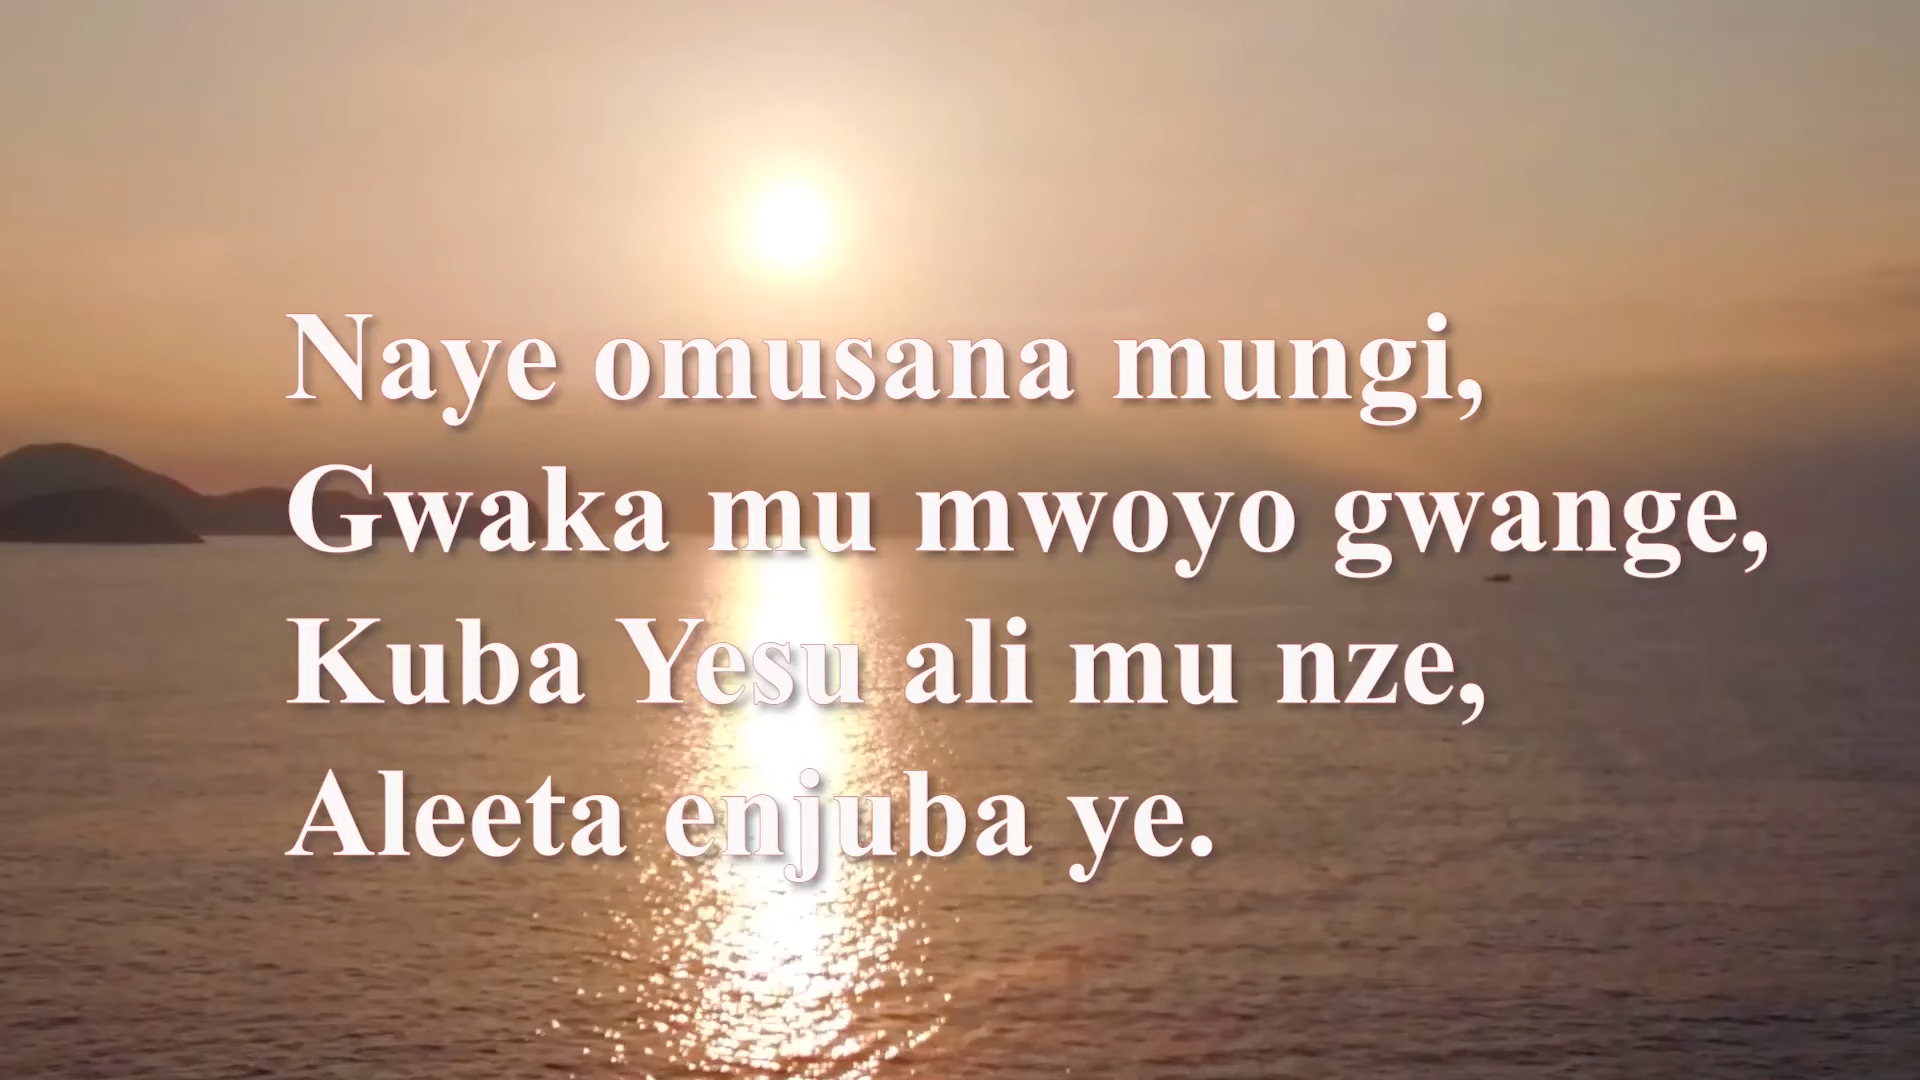 Naye omusana mungi,
Gwaka mu mwoyo gwange,
Kuba Yesu ali mu nze,
Aleeta enjuba ye.